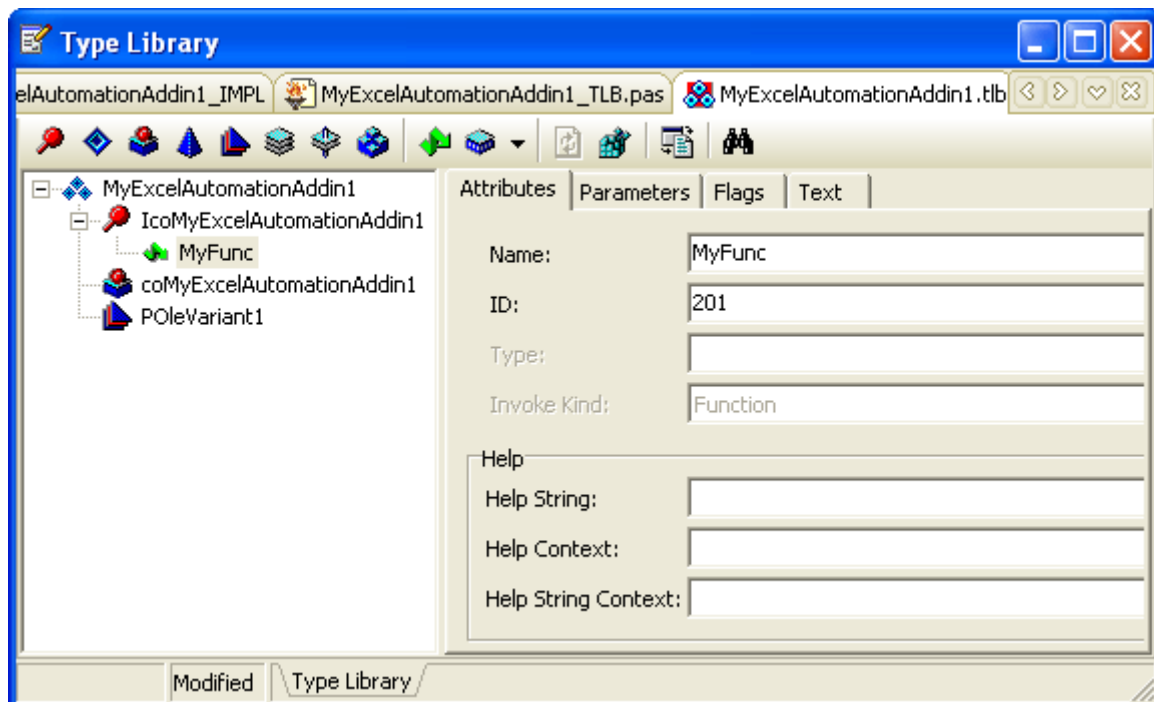 Type Library
elAutomationAddin1_IMPL MyExcelAutomationAddin1_TLB.pas MyExcelAutomationAddin1.tlb
MyExcelAutomationAddin1
IcoMyExcelAutomationAddin1
MyFunc
coMyExcelAutomationAddin1
POleVariant1
Attributes Parameters Flags Text
Name: MyFunc
ID: 201
Type:
Invoke Kind: Function
Help
Help String:
Help Context:
Help String Context:
Modified Type Library